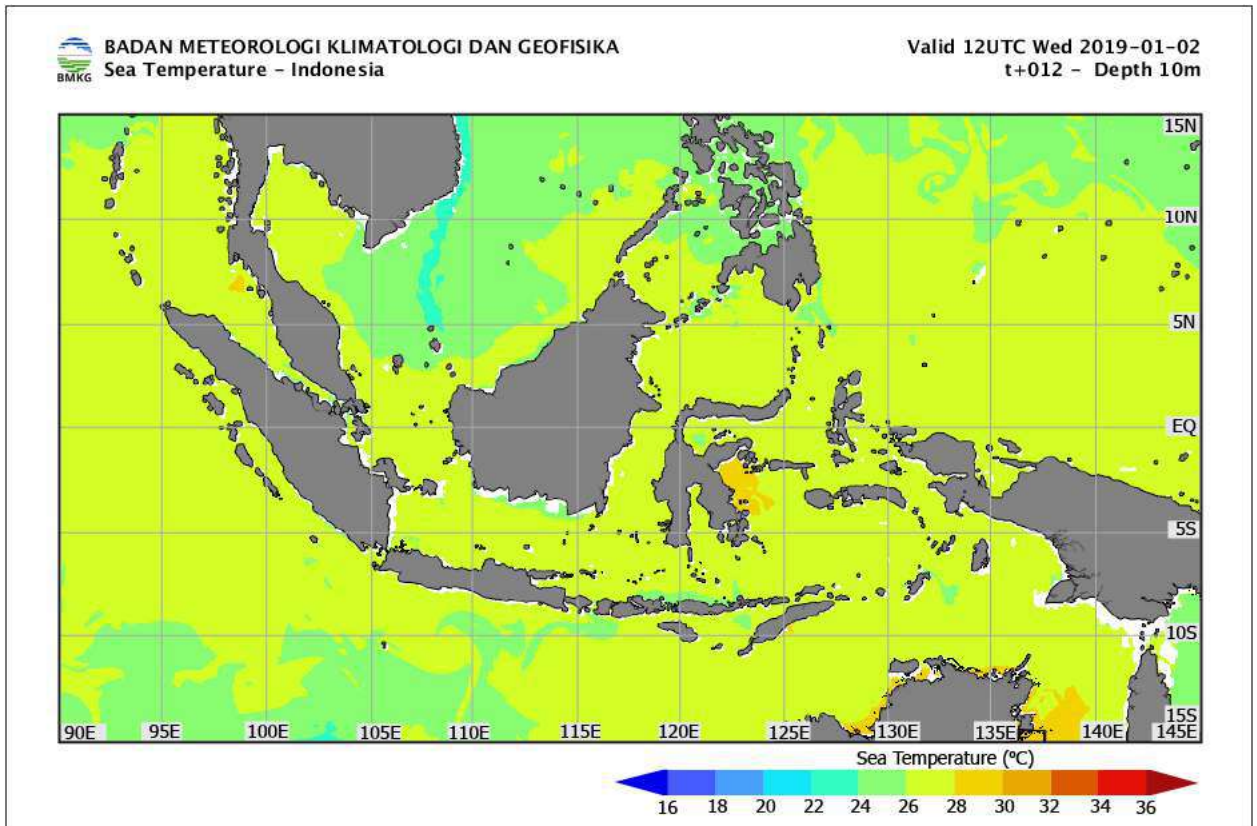 BADAN METEOROLOGI KLIMATOLOGI DAN GEOFISIKA
Sea Temperature - Indonesia
BMKG
Valid 12UTC Wed 2019-01-02
t+012 - Depth 10m
15N
10N
5N
EQ
5S
10S
15S
90E 95E 100E 105E 110E 115E 120E 125E 130E 135E 140E 145E
Sea Temperature (ºC)
16 18 20 22 24 26 28 30 32 34 36